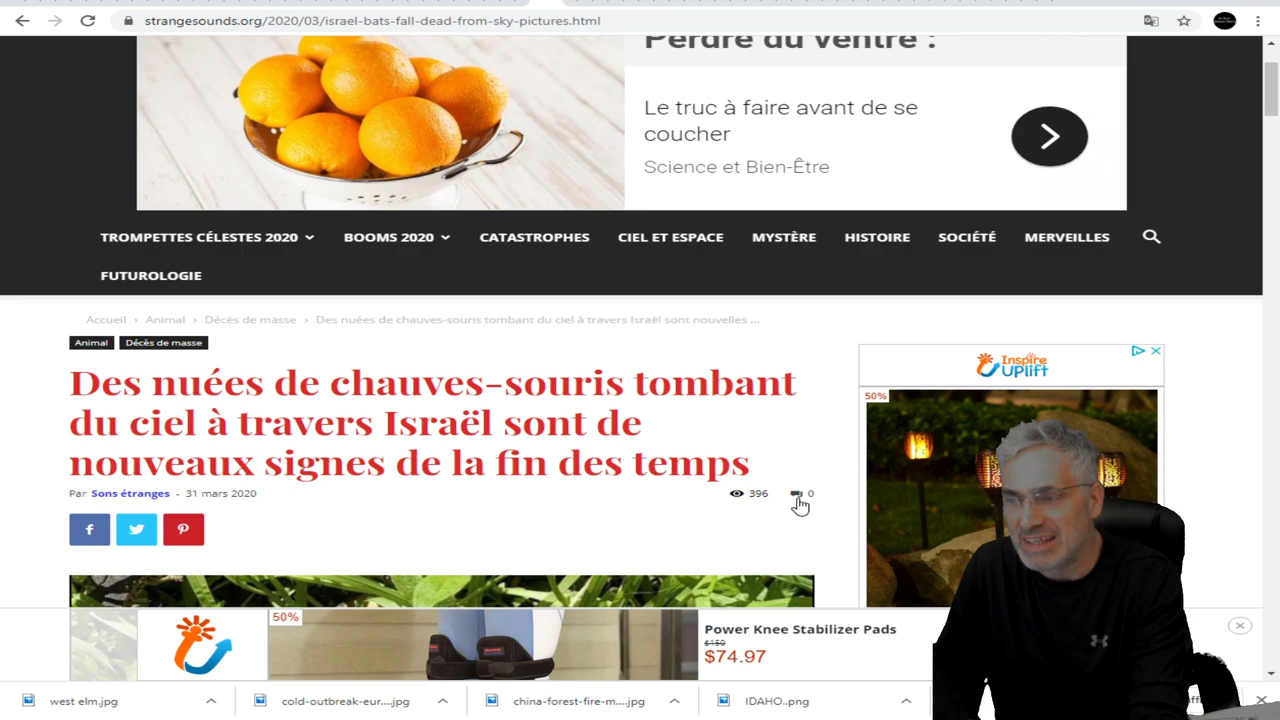 strangesounds.org/2020/03/israel-bats-fall-dead-from-sky-pictures.html
Perdre du ventre :
Le truc à faire avant de se
coucher
Science et Bien-Être
TROMPETTES CÉLESTES 2020
BOOMS 2020
CATASTROPHES
CIEL ET ESPACE
MYSTÈRE
HISTOIRE
SOCIÉTÉ
MERVEILLES
FUTUROLOGIE
Accueil › Animal › Décès de masse › Des nuées de chauves-souris tombant du ciel à travers Israël sont nouvelles ...
Animal
Décès de masse
Des nuées de chauves-souris tombant
du ciel à travers Israël sont de
nouveaux signes de la fin des temps
Par Sons étranges - 31 mars 2020
396
0
Inspire
Uplift
50%
50%
Power Knee Stabilizer Pads
$150
$74.97
west elm.jpg
cold-outbreak-eur....jpg
china-forest-fire-m....jpg
IDAHO..png